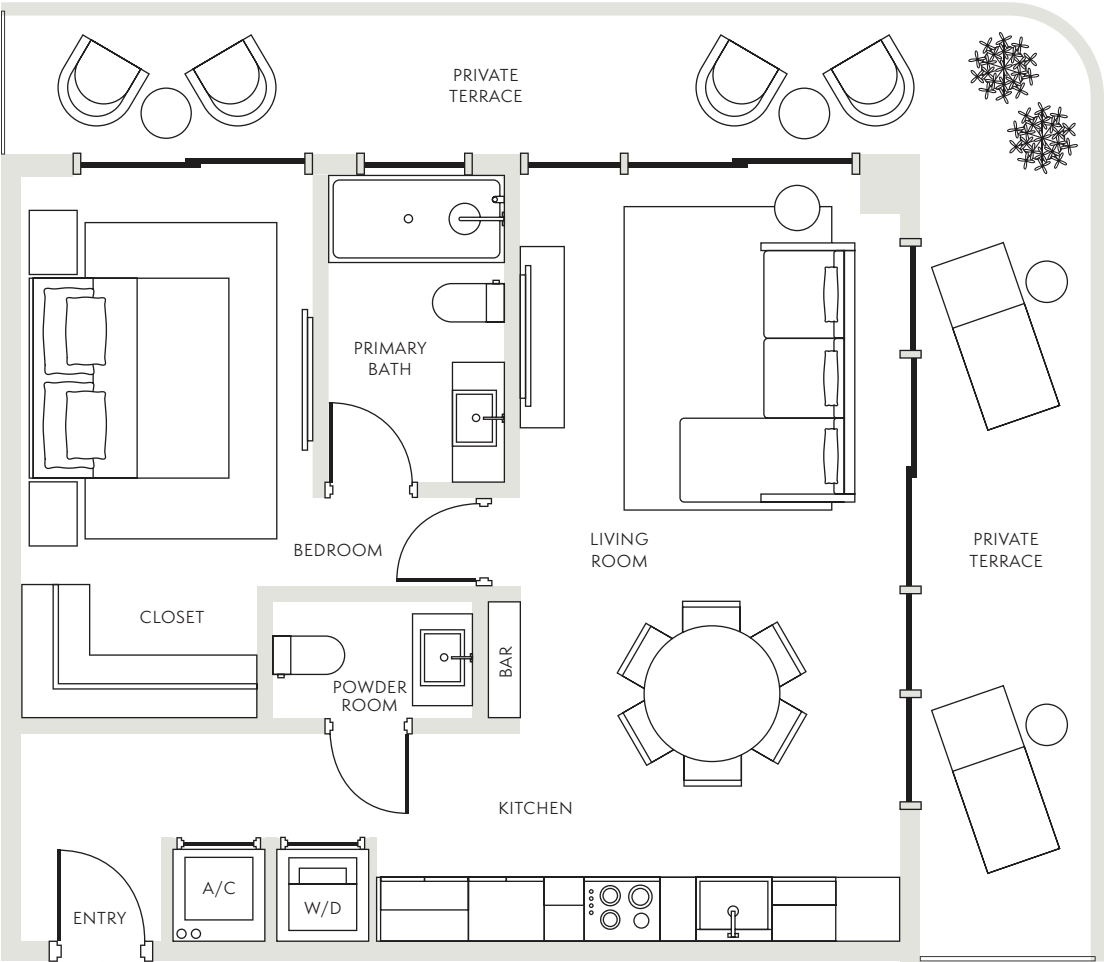 PRIVATE
TERRACE
PRIMARY
BATH
BEDROOM
LIVING
ROOM
PRIVATE
TERRACE
CLOSET
BAR
POWDER
ROOM
KITCHEN
A/C
W/D
ENTRY